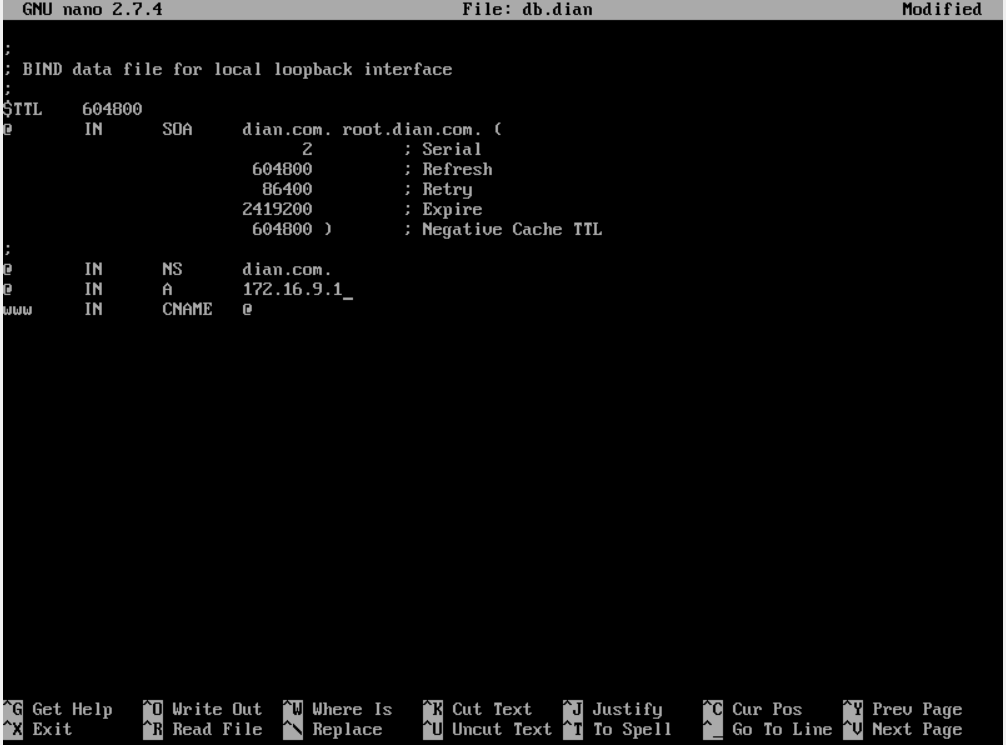 GNU nano 2.7.4 File: db.dian Modified
;
; BIND data file for local loopback interface
;
$TTL 604800
@ IN SOA dian.com. root.dian.com. (
2 ; Serial
604800 ; Refresh
86400 ; Retry
2419200 ; Expire
604800 ) ; Negative Cache TTL
;
@ IN NS dian.com.
@ IN A 172.16.9.1_
www IN CNAME @
^G Get Help ^O Write Out ^W Where Is ^K Cut Text ^J Justify ^C Cur Pos ^Y Prev Page
^X Exit ^R Read File ^\ Replace ^U Uncut Text ^T To Spell ^_ Go To Line ^V Next Page